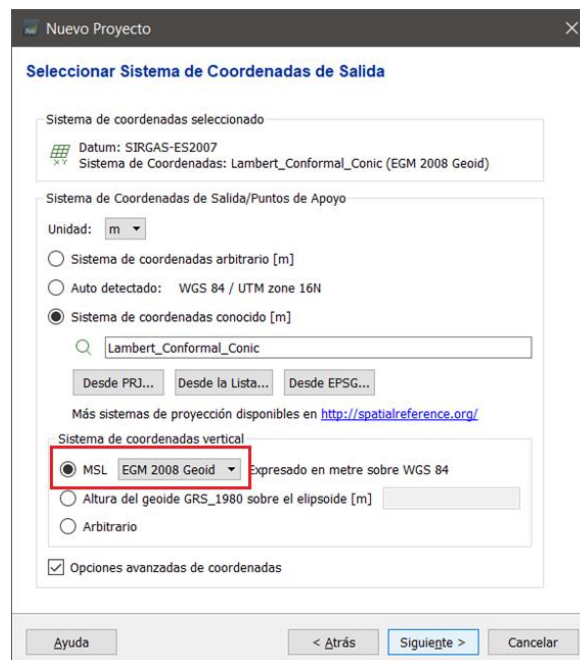 Nuevo Proyecto
Seleccionar Sistema de Coordenadas de Salida
Sistema de coordenadas seleccionado
Datum: SIRGAS-ES2007
Sistema de Coordenadas: Lambert_Conformal_Conic (EGM 2008 Geoid)
Sistema de Coordenadas de Salida/Puntos de Apoyo
Unidad: m
Sistema de coordenadas arbitrario [m]
Auto detectado: WGS 84 / UTM zone 16N
Sistema de coordenadas conocido [m]
Lambert_Conformal_Conic
Desde PRJ... Desde la Lista... Desde EPSG...
Más sistemas de proyección disponibles en http://spatialreference.org/
Sistema de coordenadas vertical
MSL EGM 2008 Geoid Expresado en metre sobre WGS 84
Altura del geoide GRS_1980 sobre el elipsoide [m]
Arbitrario
Opciones avanzadas de coordenadas
Ayuda < Atrás Siguiente > Cancelar